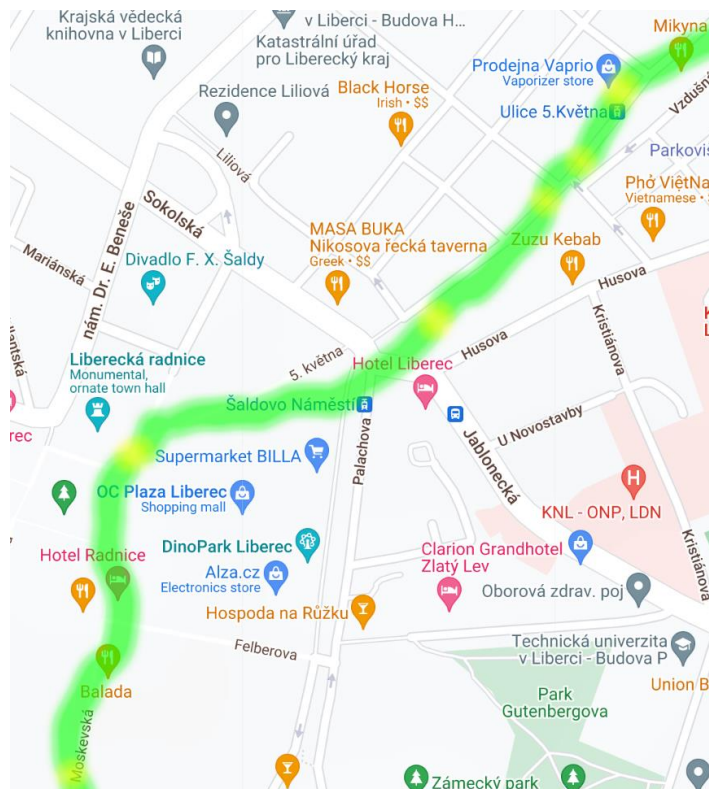 Krajská vědecká
knihovna v Liberci
v Liberci - Budova H...
Katastrální úřad
pro Liberecký kraj
Mikyna
Prodejna Vaprio
Vaporizer store
Black Horse
Irish • $$
Rezidence Liliová
Ulice 5.Května
Vzdušná
Liliová
Parkoviš
Sokolská
Phở ViệtNa
Vietnamese •
MASA BUKA
Nikosova řecká taverna
Greek • $$
Zuzu Kebab
Mariánská
nám. Dr. E. Beneše
Divadlo F. X. Šaldy
Husova
Kristiánova
Husova
5. května
Liberecká radnice
Monumental,
ornate town hall
Hotel Liberec
Šaldovo Náměstí
rec
U Novostavby
Supermarket BILLA
Palachova
Jablonecká
OC Plaza Liberec
Shopping mall
KNL - ONP, LDN
Kristiánova
DinoPark Liberec
Hotel Radnice
Clarion Grandhotel
Zlatý Lev
Alza.cz
Electronics store
Oborová zdrav. poj
Hospoda na Růžku
Felberova
Technická univerzita
v Liberci - Budova P
Balada
Union B
Park
Gutenbergova
Moskevská
Zámecký park